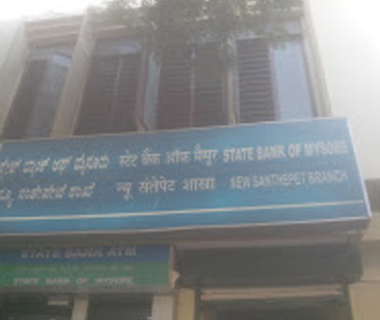 ಸ್ಟೇಟ್ ಬ್ಯಾಂಕ್ ಆಫ್ ಮೈಸೂರು स्टेट बैंक ऑफ मैसूर STATE BANK OF MYSORE
ನ್ಯೂ ಸಂತೇಪೇಟೆ ಶಾಖೆ न्यू संतेपेट शाखा NEW SANTHEPET BRANCH
STATE BANK ATM
STATE BANK OF MYSORE